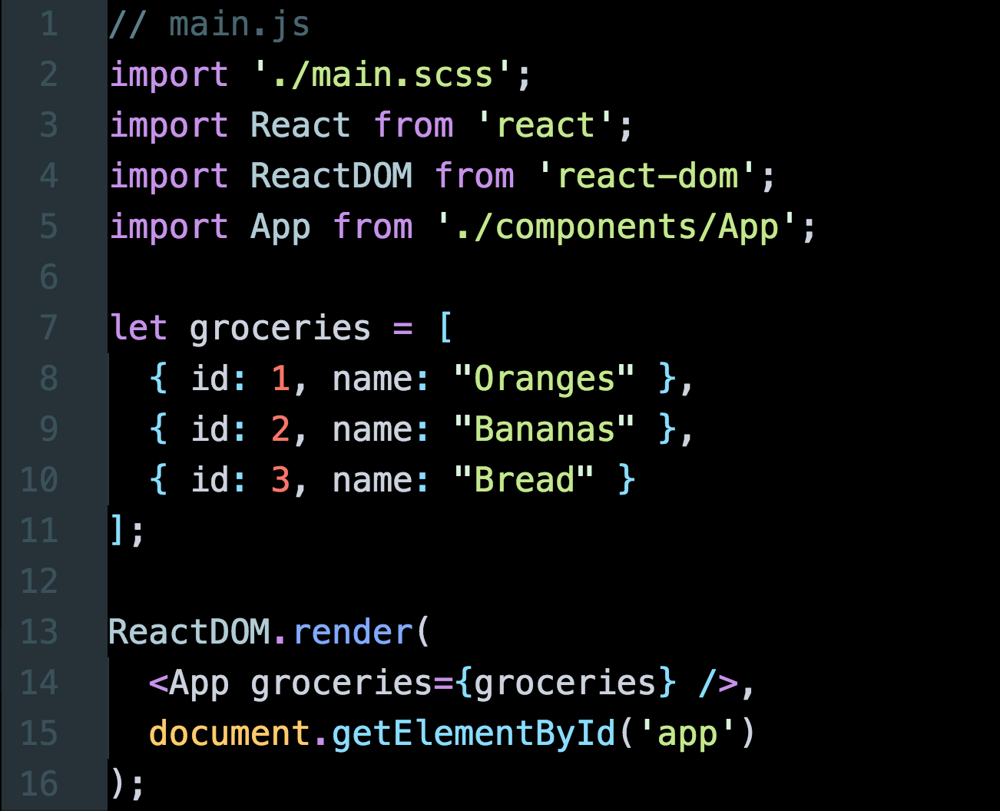 1 // main.js
2 import './main.scss';
3 import React from 'react';
4 import ReactDOM from 'react-dom';
5 import App from './components/App';
6
7 let groceries = [
8   { id: 1, name: "Oranges" },
9   { id: 2, name: "Bananas" },
10   { id: 3, name: "Bread" }
11 ];
12
13 ReactDOM.render(
14   <App groceries={groceries} />,
15   document.getElementById('app')
16 );